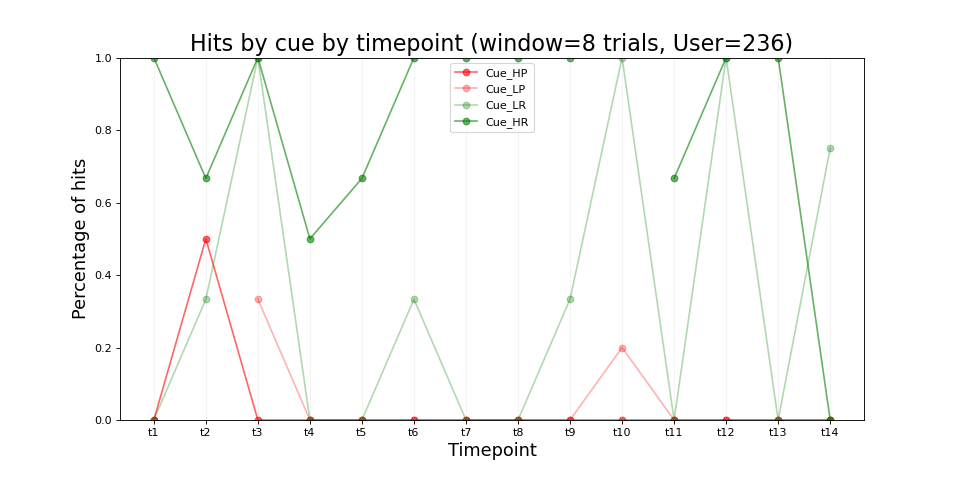 Hits by cue by timepoint (window=8 trials, User=236)
Percentage of hits
1.0
0.8
0.6
0.4
0.2
0.0
Cue_HP
Cue_LP
Cue_LR
Cue_HR
t1 t2 t3 t4 t5 t6 t7 t8 t9 t10 t11 t12 t13 t14
Timepoint